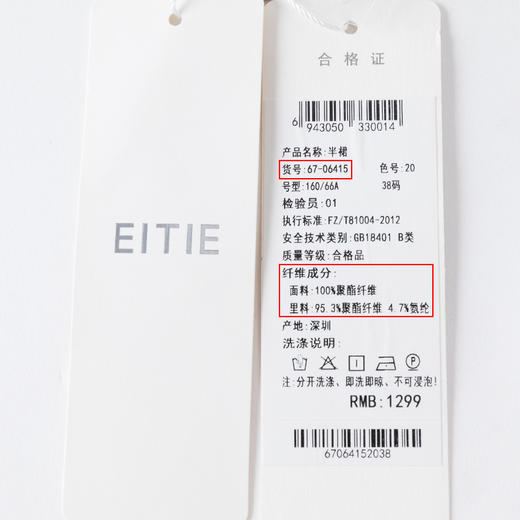 EITIE
合格证
6 943050 330014
产品名称:半裙
货号:67-06415 色号:20
号型:160/66A 38码
检验员:01
执行标准:FZ/T81004-2012
安全技术类别:GB18401 B类
质量等级:合格品
纤维成分:
面料:100%聚酯纤维
里料:95.3%聚酯纤维 4.7%氨纶
产地:深圳
洗涤说明:
P
注:分开洗涤、即洗即晾、不可浸泡!
RMB:1299
67064152038